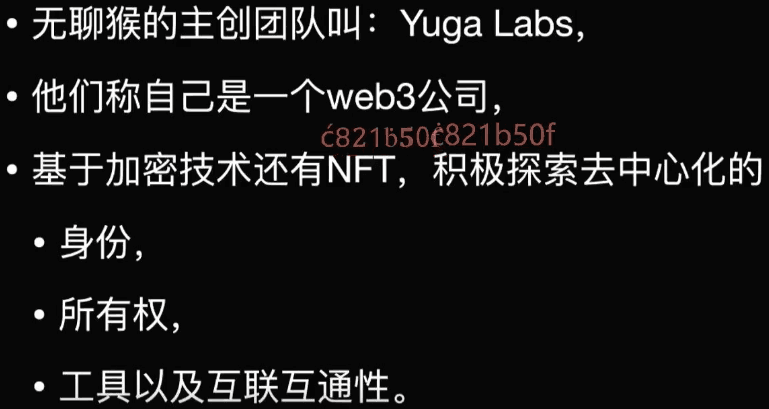 • 无聊猴的主创团队叫：Yuga Labs，
• 他们称自己是一个web3公司，
• 基于加密技术还有NFT，积极探索去中心化的
• 身份，
• 所有权，
• 工具以及互联互通性。